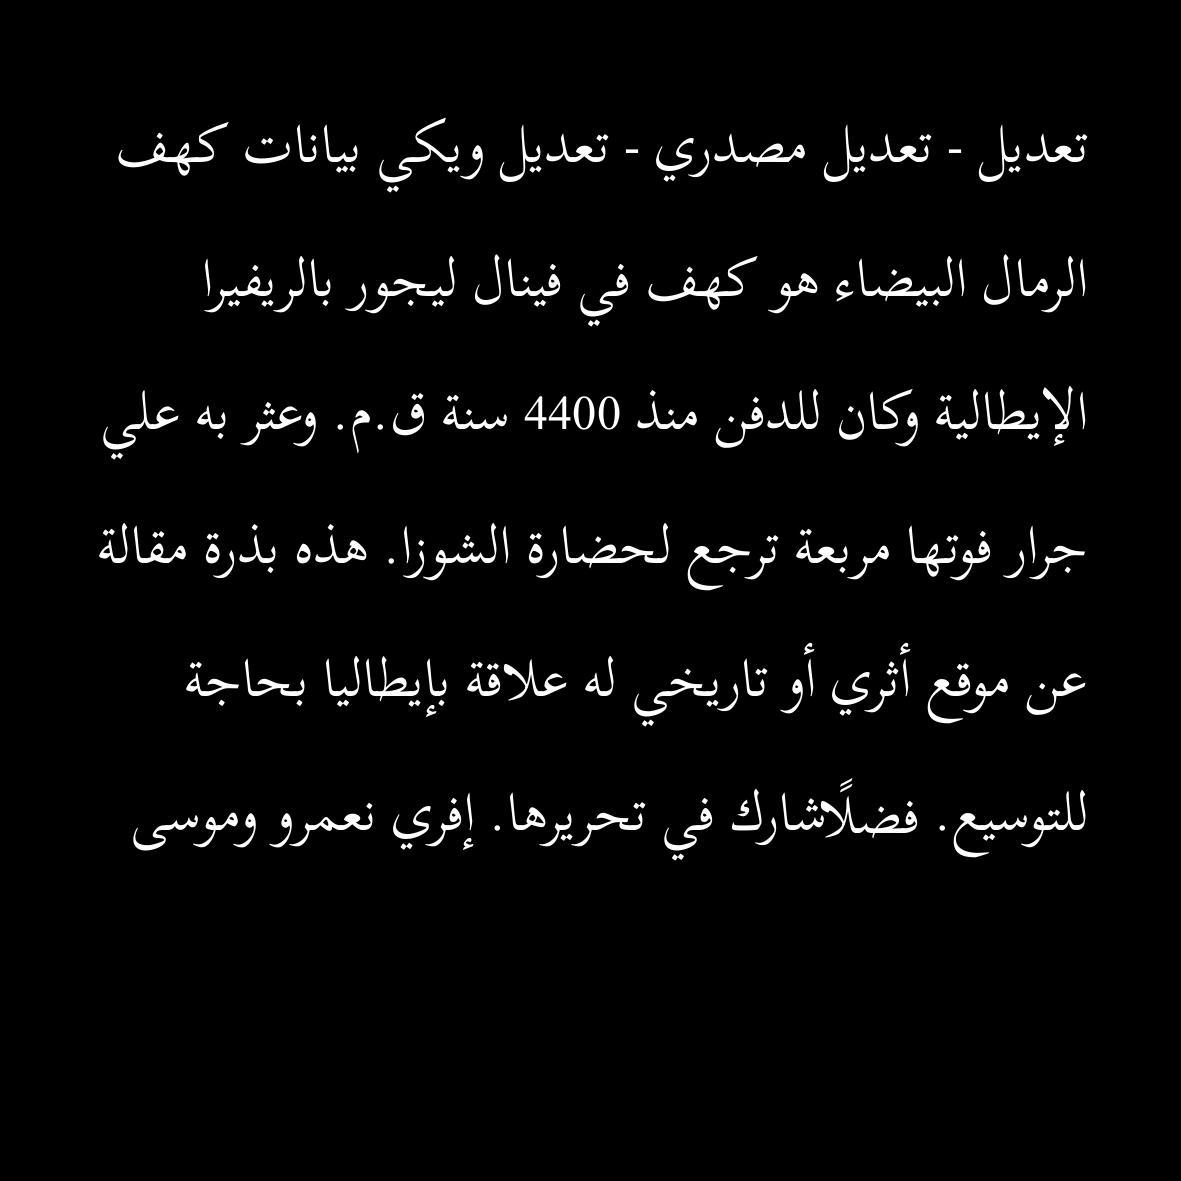 تعديل - تعديل مصدري - تعديل ويكي بيانات كهف
الرمال البيضاء هو كهف في فينال ليجور بالريفيرا
الإيطالية وكان للدفن منذ 4400 سنة ق.م. وعثر به علي
جرار فوتها مربعة ترجع لحضارة الشوزا. هذه بذرة مقالة
عن موقع أثري أو تاريخي له علاقة بإيطاليا بحاجة
للتوسيع. فضلًاشارك في تحريرها. إفري نعمرو وموسى